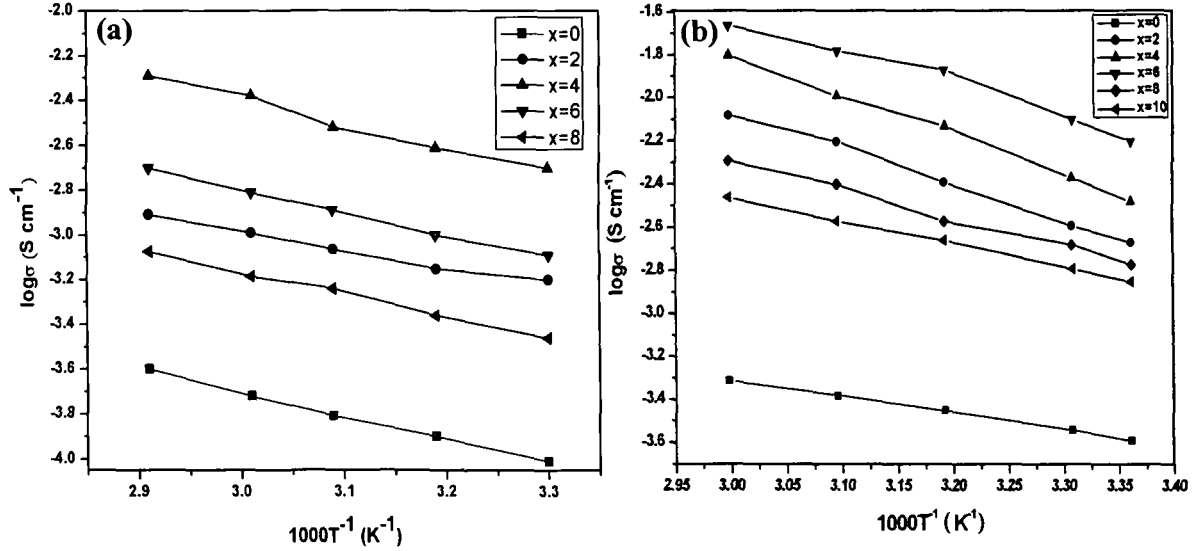 (a)
χ=0
χ=2
χ=4
χ=6
χ=8
-2.0
-2.2
-2.4
-2.6
-2.8
-3.0
-3.2
-3.4
-3.6
-3.8
-4.0
logσ (S cm⁻¹)
2.9
3.0
3.1
3.2
3.3
1000T⁻¹ (K⁻¹)
(b)
χ=0
χ=2
χ=4
χ=6
χ=8
χ=10
-1.6
-1.8
-2.0
-2.2
-2.4
-2.6
-2.8
-3.0
-3.2
-3.4
-3.6
logσ (S cm⁻¹)
2.95
3.00
3.05
3.10
3.15
3.20
3.25
3.30
3.35
3.40
1000T⁻¹ (K⁻¹)